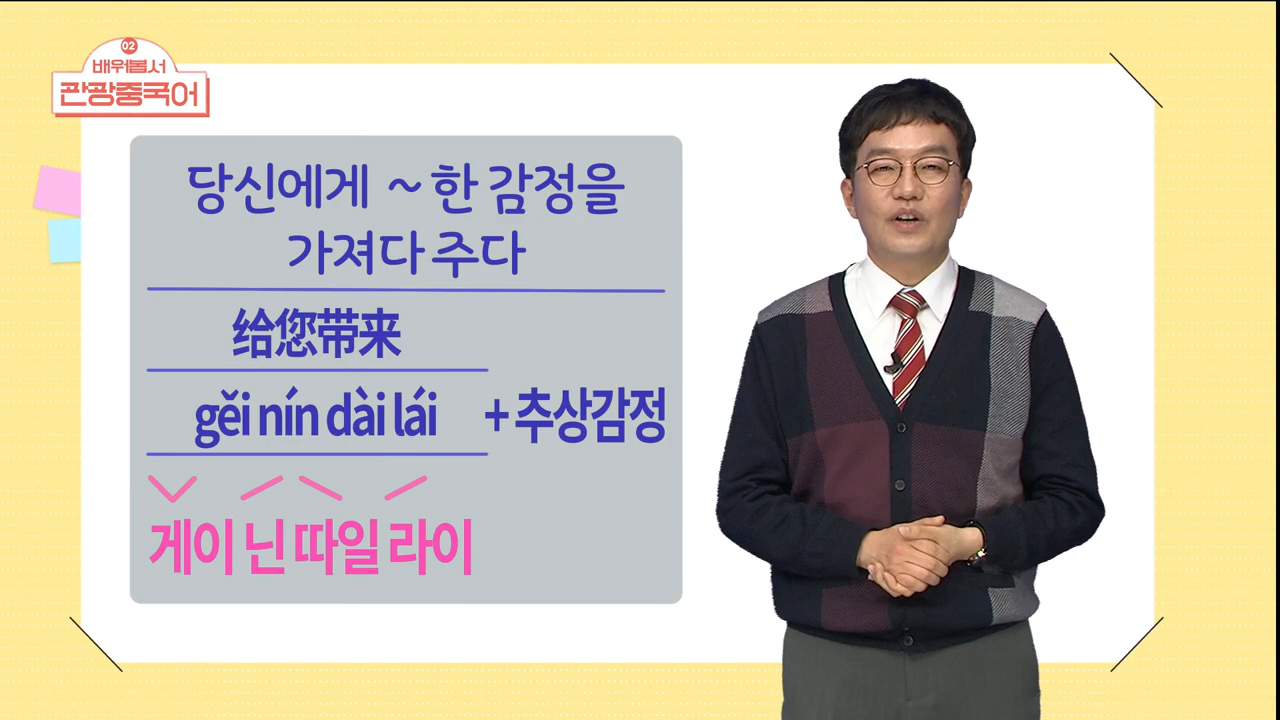 02
배워볼서
관광중국어
당신에게 ~ 한 감정을
가져다 주다
给您带来
gěi nín dài lái + 추상감정
게이 닌 따일 라이